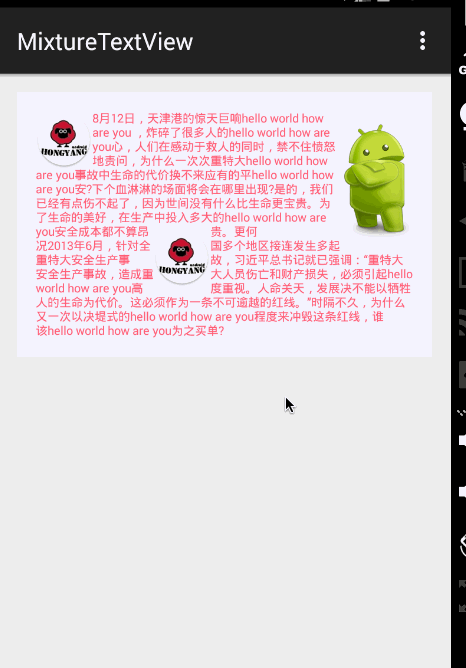 MixtureTextView
8月12日，天津港的惊天巨响hello world how
are you ，炸碎了很多人的hello world how are
you心，人们在感动于救人的同时，禁不住愤怒
地责问，为什么一次次重特大hello world how
are you事故中生命的代价换不来应有的平hello world how
are you安?下个血淋淋的场面将会在哪里出现?是的，我们
已经有点伤不起了，因为世间没有什么比生命更宝贵。为
了生命的美好，在生产中投入多大的hello world how are
you安全成本都不算昂 贵。更何
况2013年6月，针对全 国多个地区接连发生多起
重特大安全生产事 故，习近平总书记就已强调：“重特大
安全生产事故，造成重 大人员伤亡和财产损失，必须引起hello
world how are you高 度重视。人命关天，发展决不能以牺牲
人的生命为代价。这必须作为一条不可逾越的红线。”时隔不久，为什么
又一次以决堤式的hello world how are you程度来冲毁这条红线，谁
该hello world how are you为之买单?
android
HONGYANG
android
HONGYANG